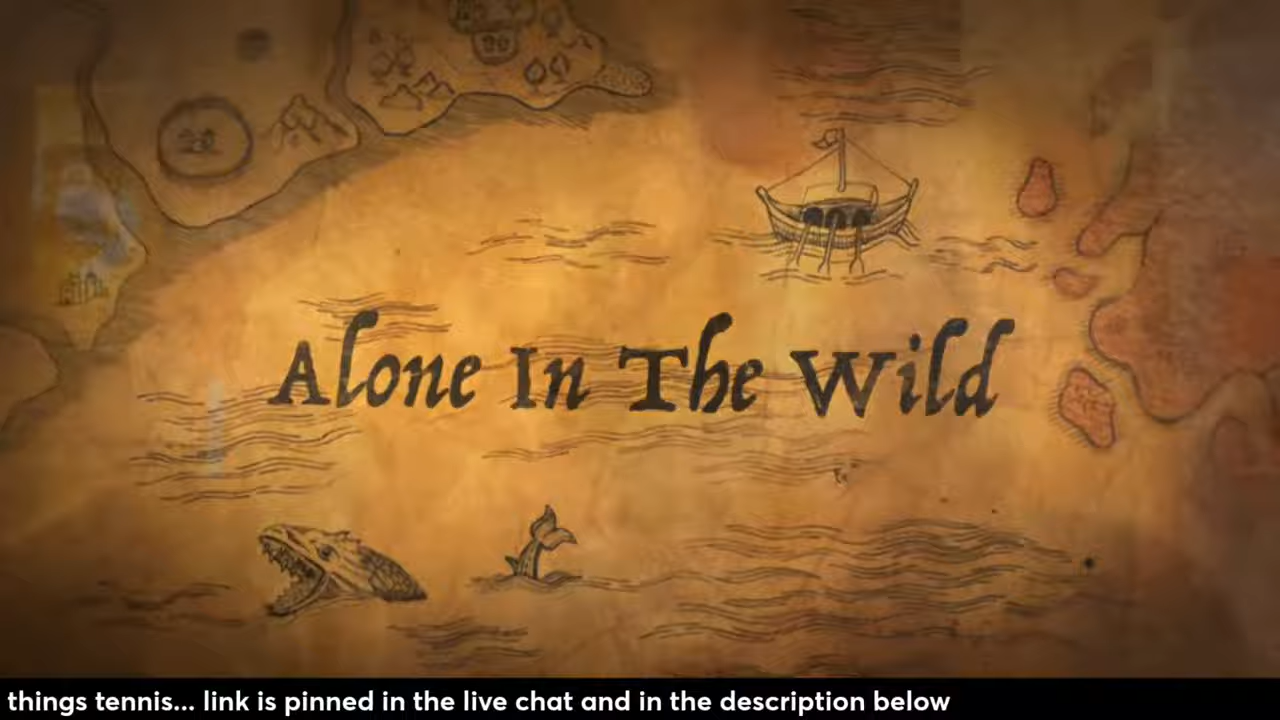 Alone In The Wild
things tennis... link is pinned in the live chat and in the description below